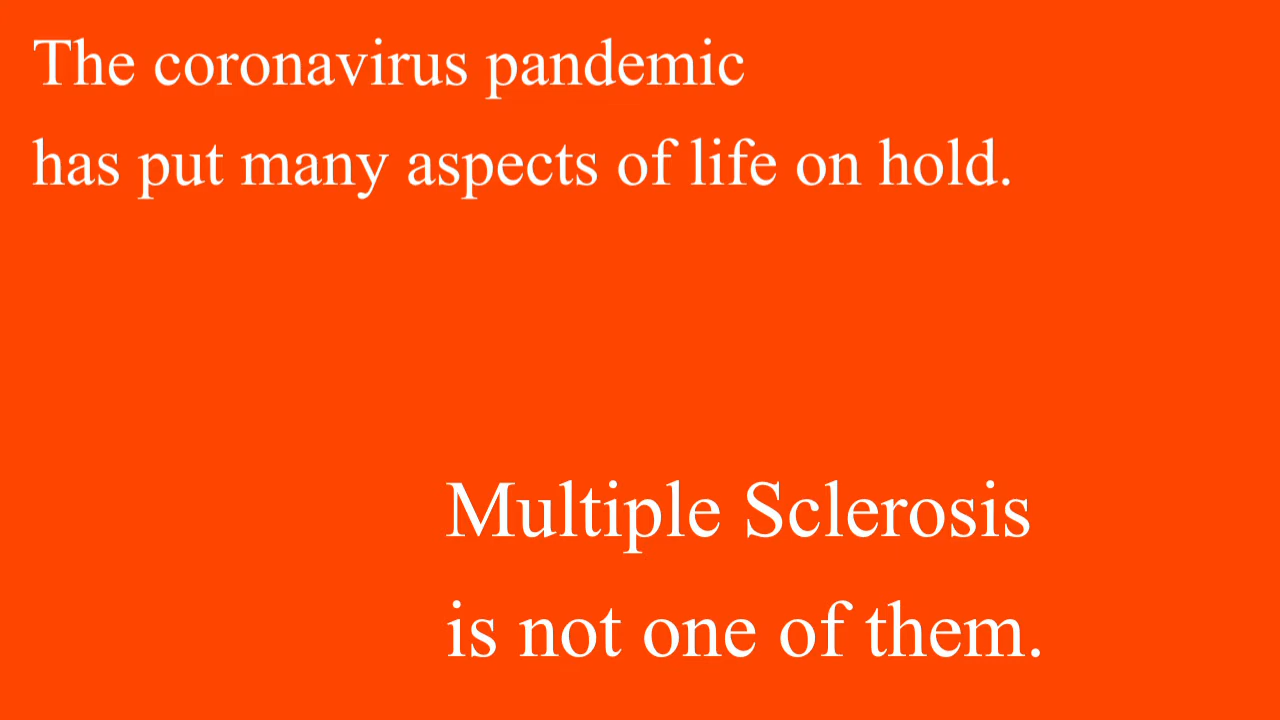 The coronavirus pandemic
has put many aspects of life on hold.
Multiple Sclerosis
is not one of them.